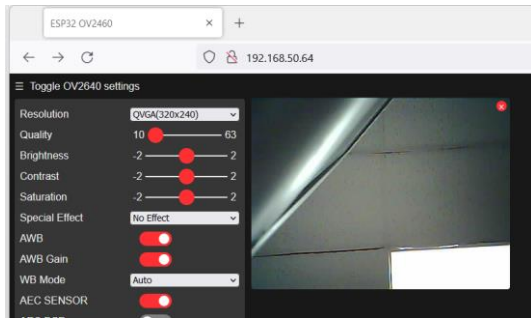 ESP32 OV2460
192.168.50.64
☰ Toggle OV2640 settings
Resolution QVGA(320x240)
Quality 10 63
Brightness -2 2
Contrast -2 2
Saturation -2 2
Special Effect No Effect
AWB
AWB Gain
WB Mode Auto
AEC SENSOR